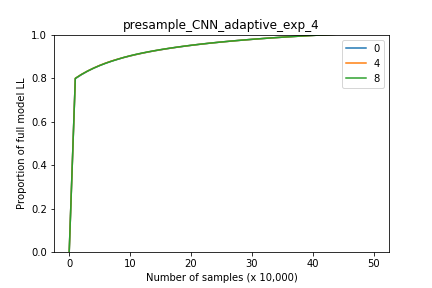 presample_CNN_adaptive_exp_4
1.0
0.8
0.6
0.4
0.2
0.0
Proportion of full model LL
0
4
8
0 10 20 30 40 50
Number of samples (x 10,000)